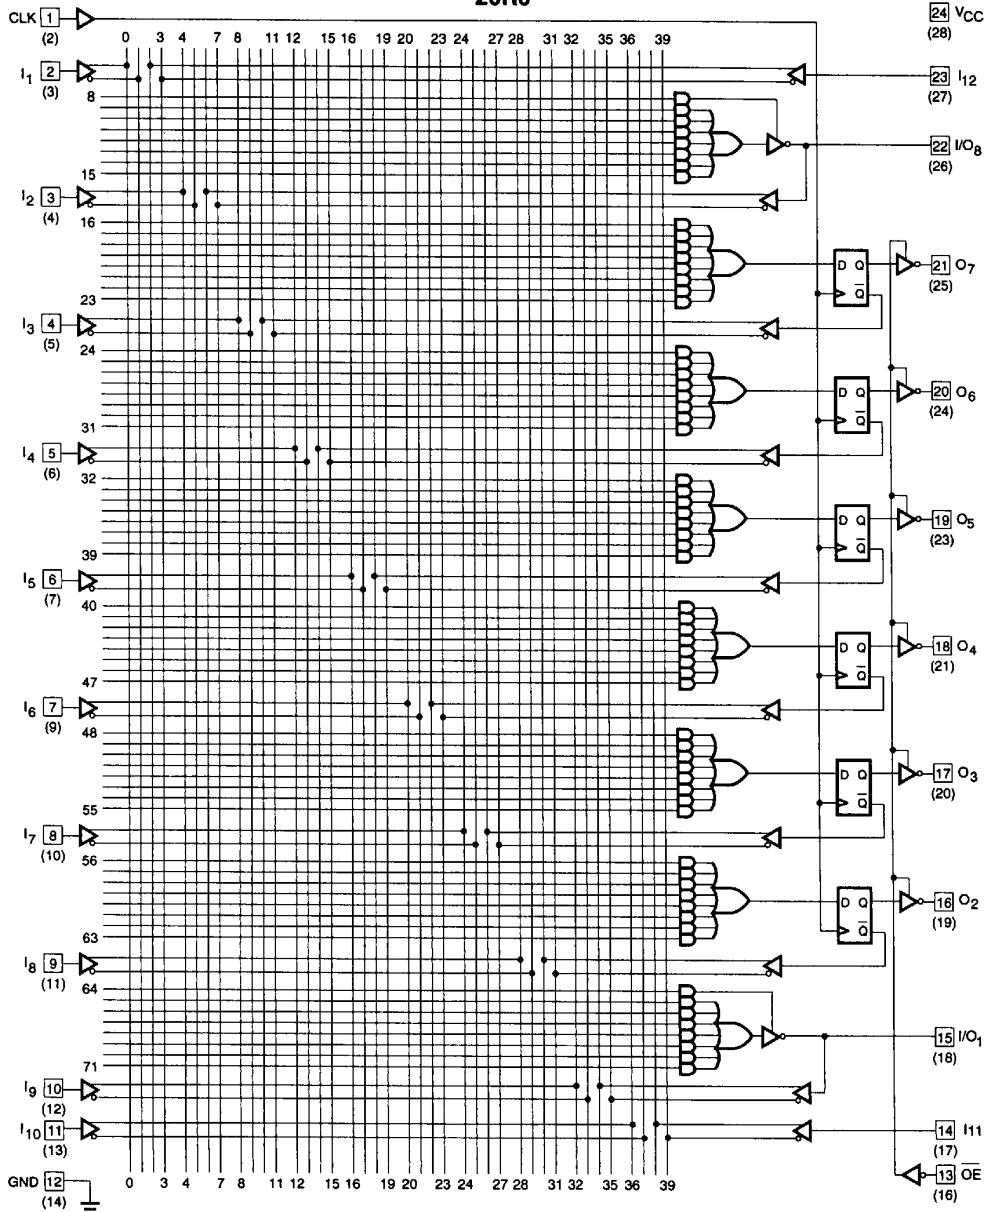 20R6
CLK 1
(2)
24 VCC
(28)
0 3 4 7 8 11 12 15 16 19 20 23 24 27 28 31 32 35 36 39
I1 2
(3)
23 I12
(27)
8
15
22 I/O8
(26)
I2 3
(4)
16
23
D Q
Q̅
21 O7
(25)
I3 4
(5)
24
31
D Q
Q̅
20 O6
(24)
I4 5
(6)
32
39
D Q
Q̅
19 O5
(23)
I5 6
(7)
40
47
D Q
Q̅
18 O4
(21)
I6 7
(9)
48
55
D Q
Q̅
17 O3
(20)
I7 8
(10)
56
63
D Q
Q̅
16 O2
(19)
I8 9
(11)
64
71
15 I/O1
(18)
I9 10
(12)
I10 11
(13)
14 I11
(17)
GND 12
(14)
0 3 4 7 8 11 12 15 16 19 20 23 24 27 28 31 32 35 36 39
13 O̅E̅
(16)